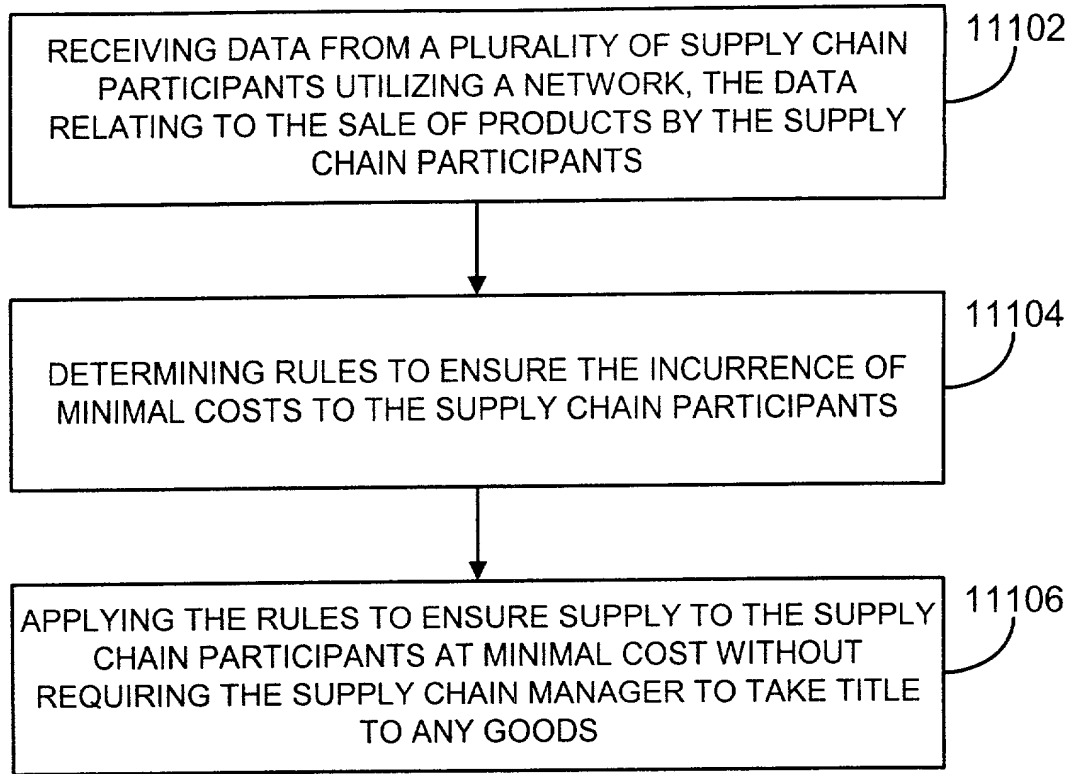 RECEIVING DATA FROM A PLURALITY OF SUPPLY CHAIN
PARTICIPANTS UTILIZING A NETWORK, THE DATA
RELATING TO THE SALE OF PRODUCTS BY THE SUPPLY
CHAIN PARTICIPANTS
11102
DETERMINING RULES TO ENSURE THE INCURRENCE OF
MINIMAL COSTS TO THE SUPPLY CHAIN PARTICIPANTS
11104
APPLYING THE RULES TO ENSURE SUPPLY TO THE SUPPLY
CHAIN PARTICIPANTS AT MINIMAL COST WITHOUT
REQUIRING THE SUPPLY CHAIN MANAGER TO TAKE TITLE
TO ANY GOODS
11106